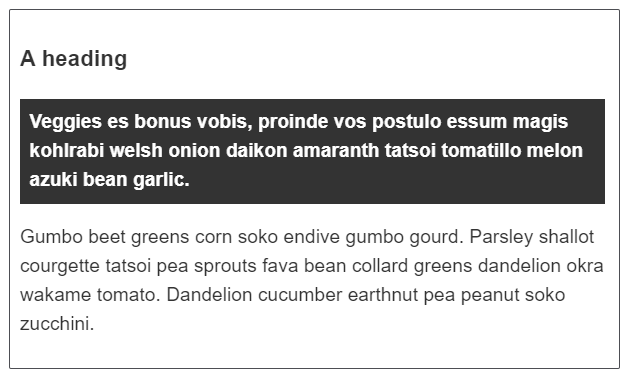 A heading
Veggies es bonus vobis, proinde vos postulo essum magis
kohlrabi welsh onion daikon amaranth tatsoi tomatillo melon
azuki bean garlic.
Gumbo beet greens corn soko endive gumbo gourd. Parsley shallot
courgette tatsoi pea sprouts fava bean collard greens dandelion okra
wakame tomato. Dandelion cucumber earthnut pea peanut soko
zucchini.